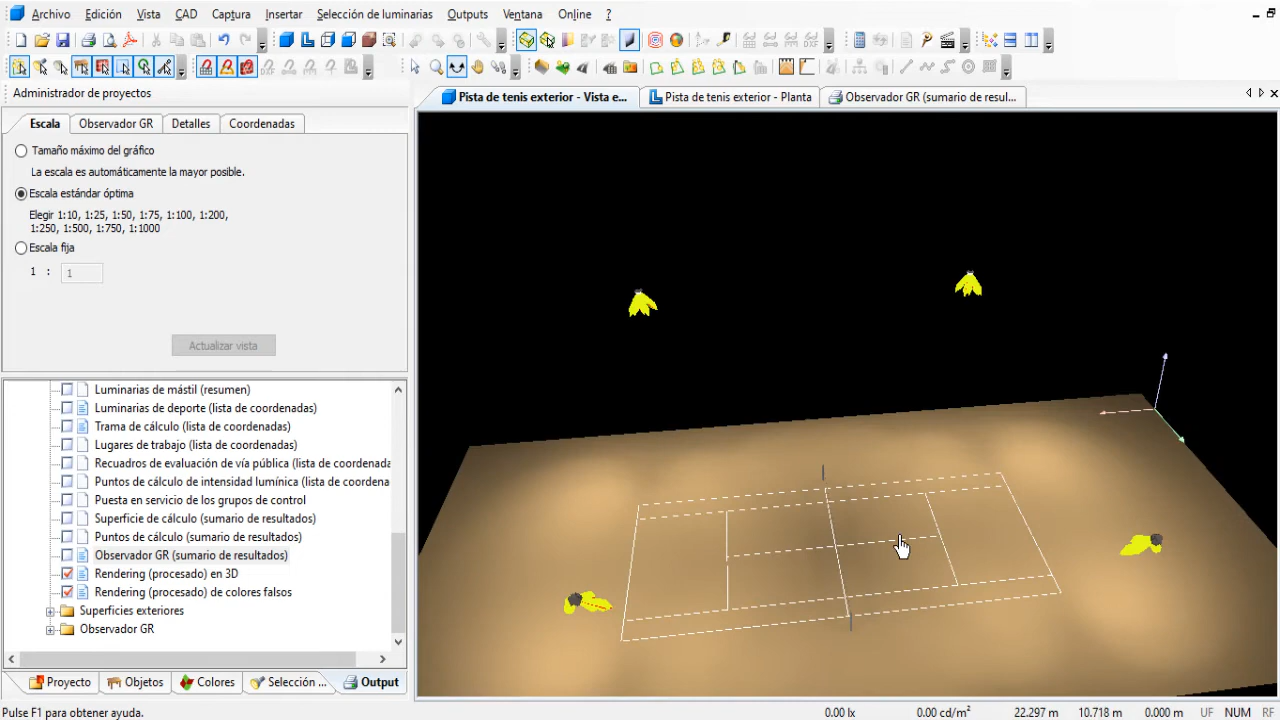 Archivo Edición Vista CAD Captura Insertar Selección de luminarias Outputs Ventana Online ?
Administrador de proyectos
Pista de tenis exterior - Vista e... Pista de tenis exterior - Planta Observador GR (sumario de resul...
Escala Observador GR Detalles Coordenadas
Tamaño máximo del gráfico
La escala es automáticamente la mayor posible.
Escala estándar óptima
Elegir 1:10, 1:25, 1:50, 1:75, 1:100, 1:200,
1:250, 1:500, 1:750, 1:1000
Escala fija
1 : 1
Actualizar vista
Luminarias de mástil (resumen)
Luminarias de deporte (lista de coordenadas)
Trama de cálculo (lista de coordenadas)
Lugares de trabajo (lista de coordenadas)
Recuadros de evaluación de vía pública (lista de coordenada
Puntos de cálculo de intensidad lumínica (lista de coordena
Puesta en servicio de los grupos de control
Superficie de cálculo (sumario de resultados)
Puntos de cálculo (sumario de resultados)
Observador GR (sumario de resultados)
Rendering (procesado) en 3D
Rendering (procesado) de colores falsos
Superficies exteriores
Observador GR
Proyecto Objetos Colores Selección ... Output
Pulse F1 para obtener ayuda. 0.00 lx 0.00 cd/m² 22.297 m 10.718 m 0.000 m UF NUM RF